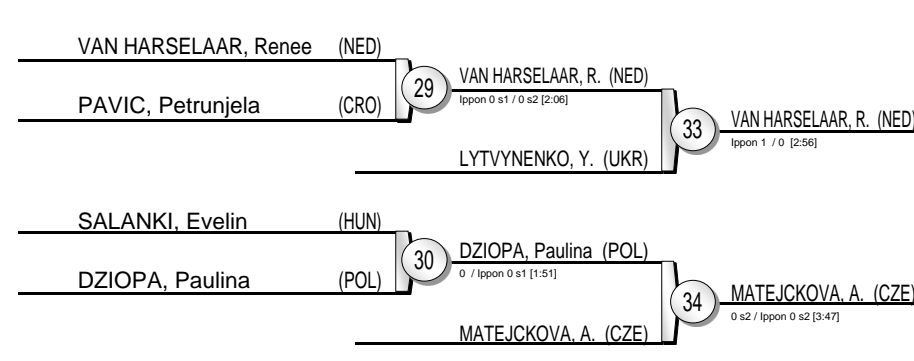 VAN HARSELAAR, Renee (NED)
29
VAN HARSELAAR, R. (NED)
Ippon 0 s1 / 0 s2 [2:06]
PAVIC, Petrunjela (CRO)
33
VAN HARSELAAR, R. (NED)
Ippon 1 / 0 [2:56]
LYTVYNENKO, Y. (UKR)
SALANKI, Evelin (HUN)
30
DZIOPA, Paulina (POL)
0 / Ippon 0 s1 [1:51]
DZIOPA, Paulina (POL)
34
MATEJCKOVA, A. (CZE)
0 s2 / Ippon 0 s2 [3:47]
MATEJCKOVA, A. (CZE)